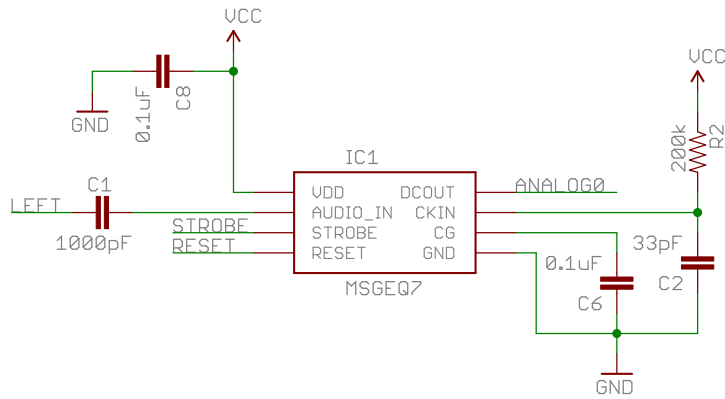 VCC
VCC
0.1uF
C8
GND
200k
R2
IC1
LEFT
C1
1000pF
STROBE
RESET
VDD
DCOUT
AUDIO_IN
CKIN
STROBE
CG
RESET
GND
ANALOG0
MSGEQ7
0.1uF
C6
33pF
C2
GND